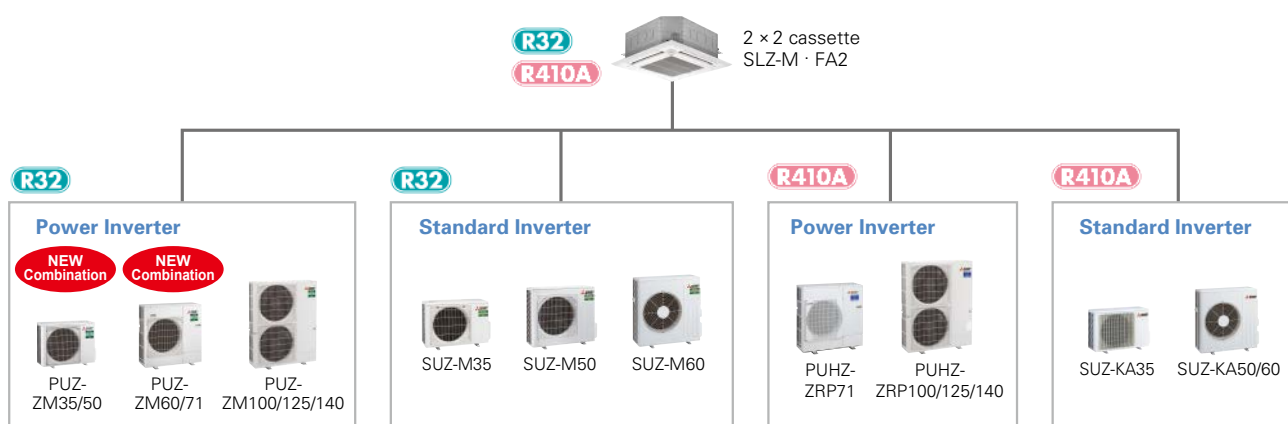 R32
R410A
2 × 2 cassette
SLZ-M · FA2
R32
Power Inverter
NEW
Combination
NEW
Combination
PUZ-
ZM35/50
PUZ-
ZM60/71
PUZ-
ZM100/125/140
R32
Standard Inverter
SUZ-M35
SUZ-M50
SUZ-M60
R410A
Power Inverter
PUHZ-
ZRP71
PUHZ-
ZRP100/125/140
R410A
Standard Inverter
SUZ-KA35
SUZ-KA50/60